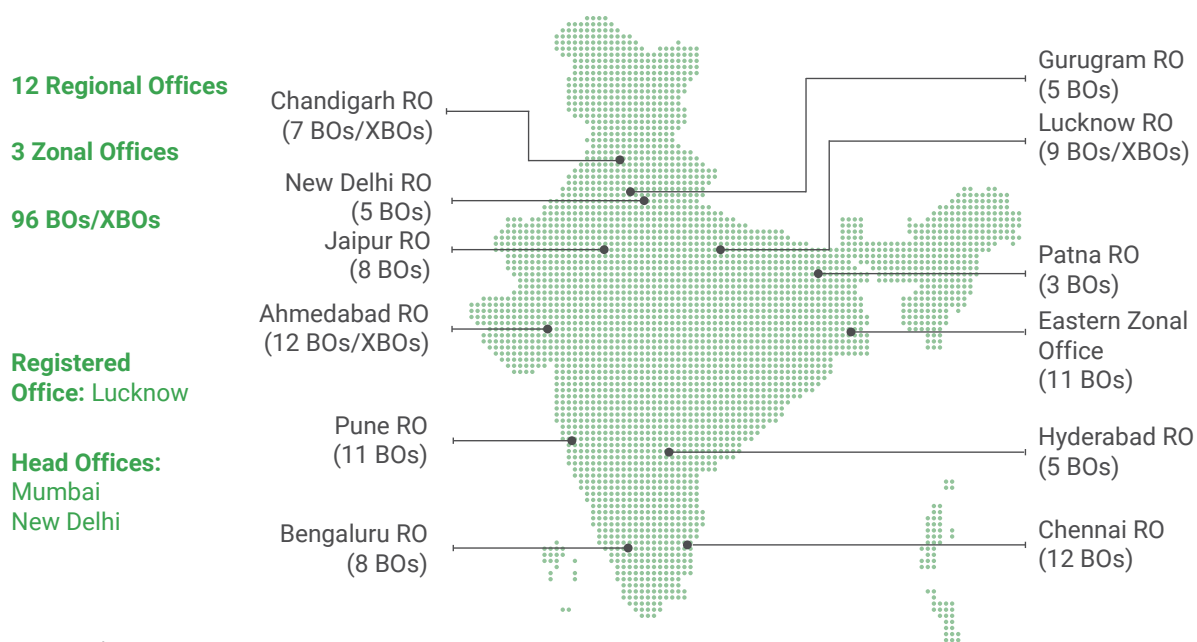 12 Regional Offices
3 Zonal Offices
96 BOs/XBOs
Registered
Office: Lucknow
Head Offices:
Mumbai
New Delhi
Chandigarh RO
(7 BOs/XBOs)
New Delhi RO
(5 BOs)
Jaipur RO
(8 BOs)
Ahmedabad RO
(12 BOs/XBOs)
Pune RO
(11 BOs)
Bengaluru RO
(8 BOs)
Gurugram RO
(5 BOs)
Lucknow RO
(9 BOs/XBOs)
Patna RO
(3 BOs)
Eastern Zonal
Office
(11 BOs)
Hyderabad RO
(5 BOs)
Chennai RO
(12 BOs)